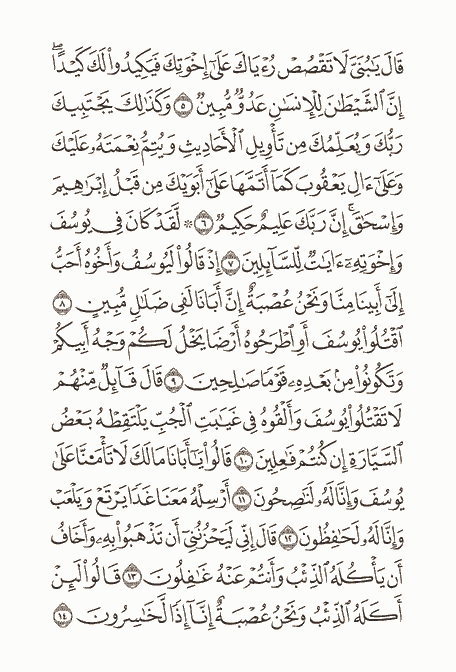 قَالَ يَٰبُنَيَّ لَا تَقۡصُصۡ رُءۡيَاكَ عَلَىٰٓ إِخۡوَتِكَ فَيَكِيدُواْ لَكَ كَيۡدًاۖ
إِنَّ ٱلشَّيۡطَٰنَ لِلۡإِنسَٰنِ عَدُوّٞ مُّبِينٞ ٥ وَكَذَٰلِكَ يَجۡتَبِيكَ
رَبُّكَ وَيُعَلِّمُكَ مِن تَأۡوِيلِ ٱلۡأَحَادِيثِ وَيُتِمُّ نِعۡمَتَهُۥ عَلَيۡكَ
وَعَلَىٰٓ ءَالِ يَعۡقُوبَ كَمَآ أَتَمَّهَا عَلَىٰٓ أَبَوَيۡكَ مِن قَبۡلُ إِبۡرَٰهِيمَ
وَإِسۡحَٰقَۚ إِنَّ رَبَّكَ عَلِيمٌ حَكِيمٞ ٦ ۞ لَّقَدۡ كَانَ فِي يُوسُفَ
وَإِخۡوَتِهِۦٓ ءَايَٰتٞ لِّلسَّآئِلِينَ ٧ إِذۡ قَالُواْ لَيُوسُفُ وَأَخُوهُ أَحَبُّ
إِلَىٰٓ أَبِينَا مِنَّا وَنَحۡنُ عُصۡبَةٌ إِنَّ أَبَانَا لَفِي ضَلَٰلٖ مُّبِينٍ ٨
ٱقۡتُلُواْ يُوسُفَ أَوِ ٱطۡرَحُوهُ أَرۡضٗا يَخۡلُ لَكُمۡ وَجۡهُ أَبِيكُمۡ
وَتَكُونُواْ مِنۢ بَعۡدِهِۦ قَوۡمٗا صَٰلِحِينَ ٩ قَالَ قَآئِلٞ مِّنۡهُمۡ
لَا تَقۡتُلُواْ يُوسُفَ وَأَلۡقُوهُ فِي غَيَٰبَتِ ٱلۡجُبِّ يَلۡتَقِطۡهُ بَعۡضُ
ٱلسَّيَّارَةِ إِن كُنتُمۡ فَٰعِلِينَ ١٠ قَالُواْ يَٰٓأَبَانَا مَالَكَ لَا تَأۡمَ۬نَّا عَلَىٰ
يُوسُفَ وَإِنَّا لَهُۥ لَنَٰصِحُونَ ١١ أَرۡسِلۡهُ مَعَنَا غَدٗا يَرۡتَعۡ وَيَلۡعَبۡ
وَإِنَّا لَهُۥ لَحَٰفِظُونَ ١٢ قَالَ إِنِّي لَيَحۡزُنُنِيٓ أَن تَذۡهَبُواْ بِهِۦ وَأَخَافُ
أَن يَأۡكُلَهُ ٱلذِّئۡبُ وَأَنتُمۡ عَنۡهُ غَٰفِلُونَ ١٣ قَالُواْ لَئِنۡ
أَكَلَهُ ٱلذِّئۡبُ وَنَحۡنُ عُصۡبَةٌ إِنَّآ إِذٗا لَّخَٰسِرُونَ ١٤